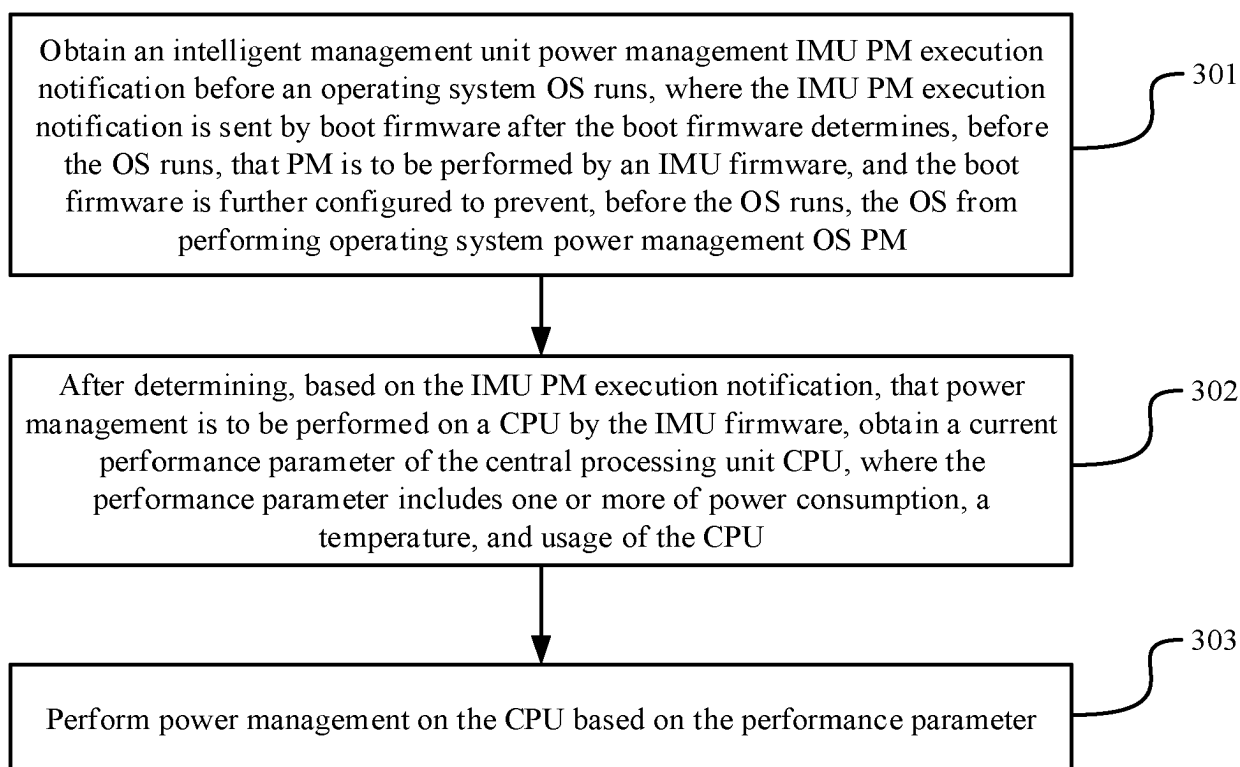 Obtain an intelligent management unit power management IMU PM execution
notification before an operating system OS runs, where the IMU PM execution
notification is sent by boot firmware after the boot firmware determines, before
the OS runs, that PM is to be performed by an IMU firmware, and the boot
firmware is further configured to prevent, before the OS runs, the OS from
performing operating system power management OS PM
301
After determining, based on the IMU PM execution notification, that power
management is to be performed on a CPU by the IMU firmware, obtain a current
performance parameter of the central processing unit CPU, where the
performance parameter includes one or more of power consumption, a
temperature, and usage of the CPU
302
Perform power management on the CPU based on the performance parameter
303